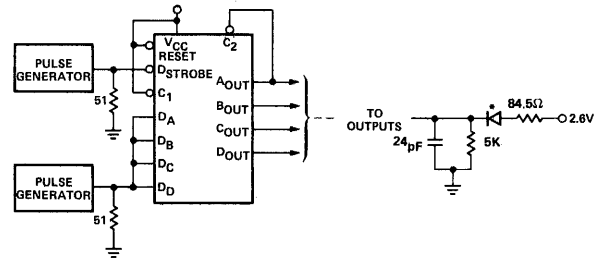 VCC
C2
RESET
PULSE
GENERATOR
DSTROBE
51
C1
AOUT
BOUT
COUT
DOUT
DA
DB
DC
DD
PULSE
GENERATOR
51
TO
OUTPUTS
24pF
5K
*
84.5Ω
2.6V